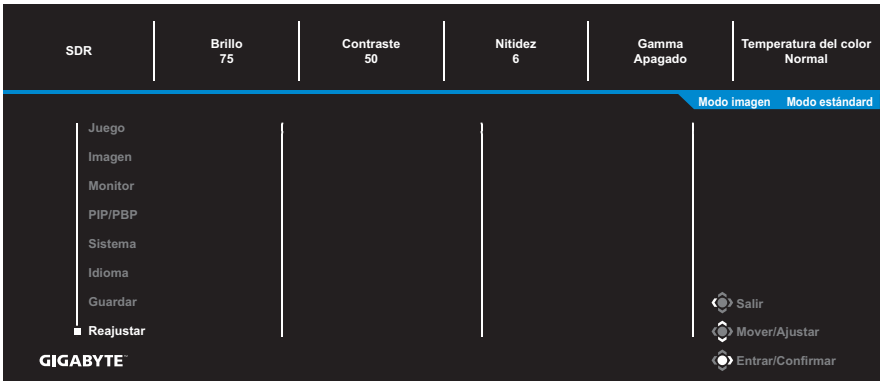 SDR
Brillo
75
Contraste
50
Nitidez
6
Gamma
Apagado
Temperatura del color
Normal
Modo imagen Modo estándard
Juego
Imagen
Monitor
PIP/PBP
Sistema
Idioma
Guardar
Reajustar
Salir
Mover/Ajustar
Entrar/Confirmar
GIGABYTE™